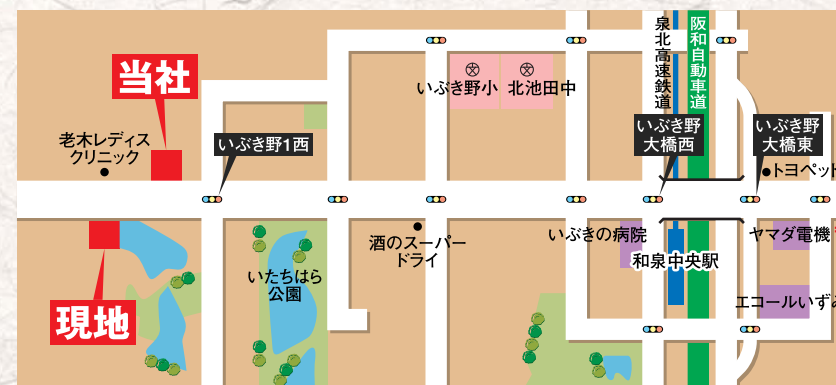 泉北高速鉄道
阪和自動車道
当社
いぶき野小
北池田中
老木レディス
クリニック
いぶき野1西
いぶき野
大橋西
いぶき野
大橋東
トヨペット
酒のスーパー
ドライ
いぶきの病院
ヤマダ電機
和泉中央駅
いたちはら
公園
現地
エコールいずみ